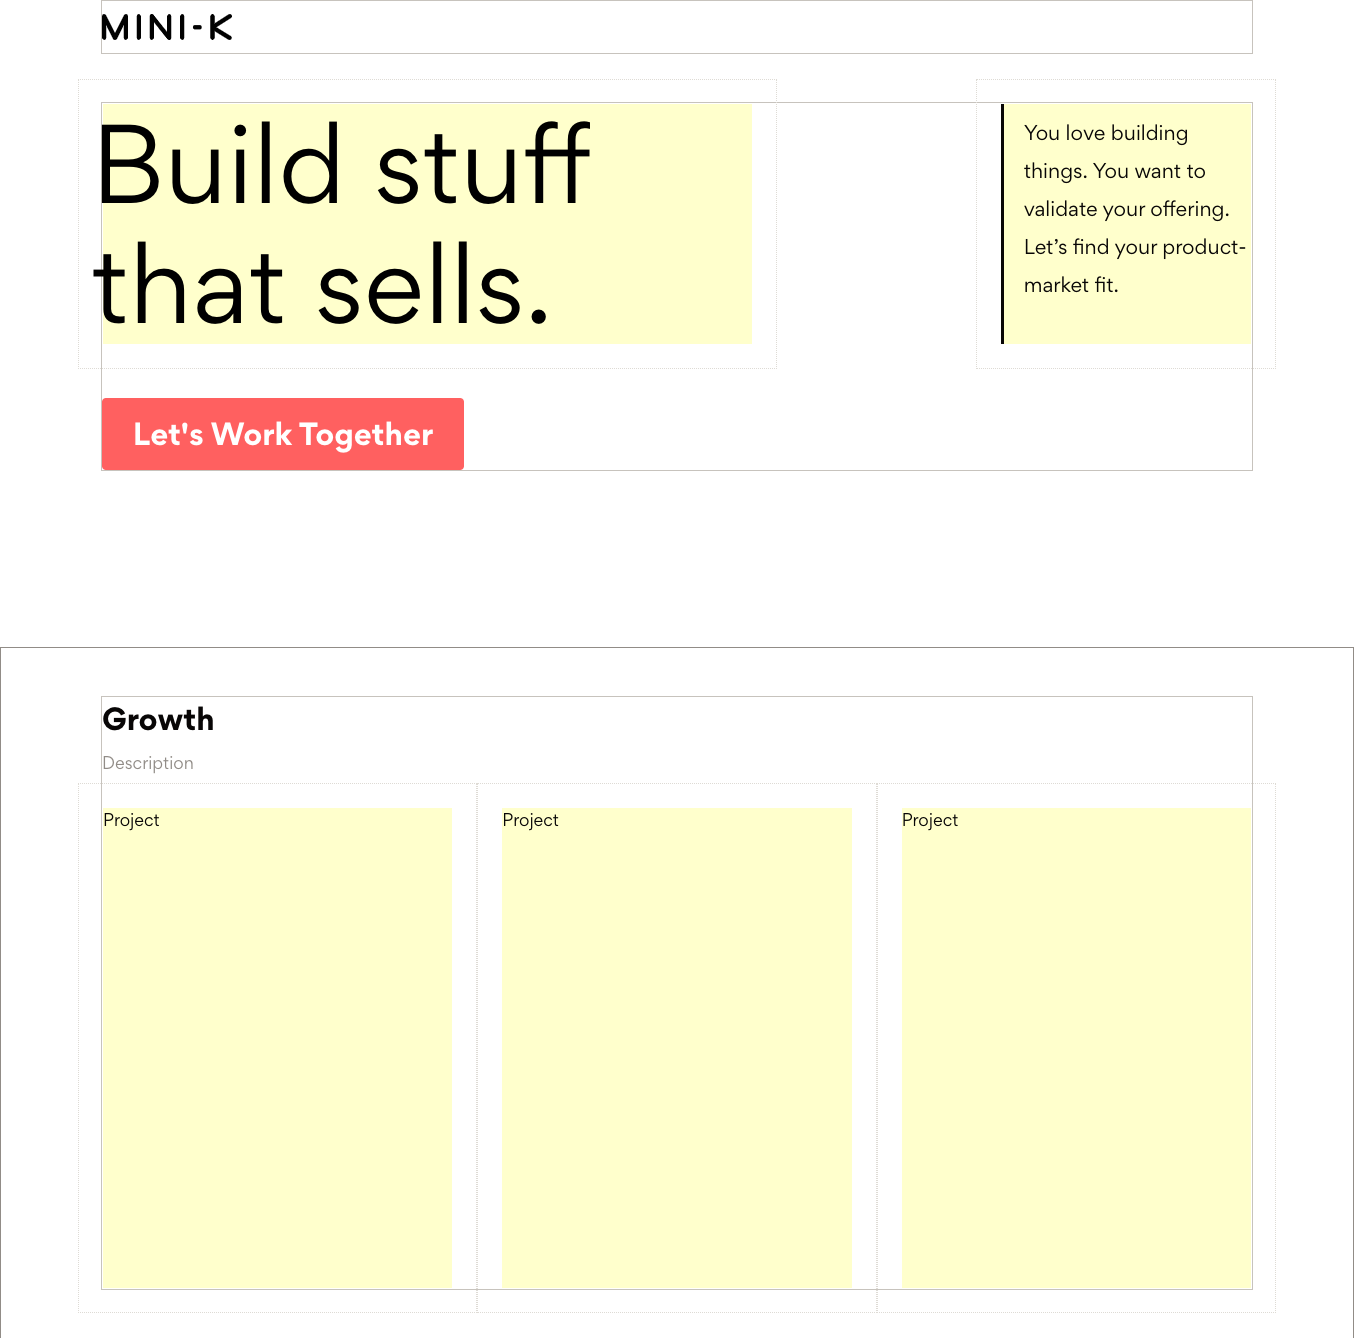 MINI-K
Build stuff
that sells.
You love building
things. You want to
validate your offering.
Let’s find your product-
market fit.
Let's Work Together
Growth
Description
Project
Project
Project